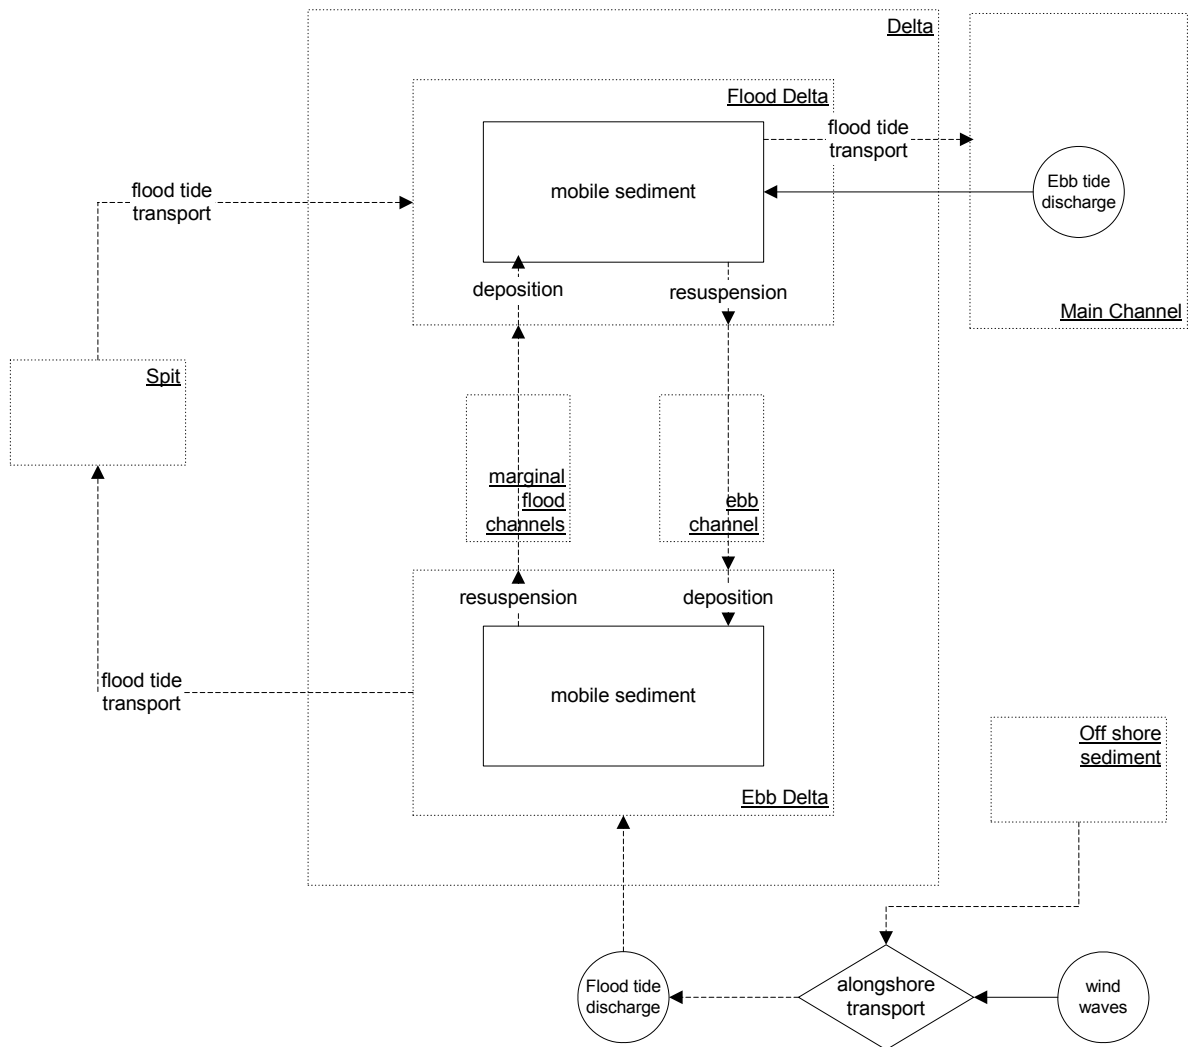 Delta
Flood Delta
flood tide
transport
mobile sediment
Ebb tide
discharge
flood tide
transport
deposition
resuspension
Main Channel
Spit
marginal
flood
channels
ebb
channel
resuspension
deposition
flood tide
transport
mobile sediment
Off shore
sediment
Ebb Delta
Flood tide
discharge
alongshore
transport
wind
waves